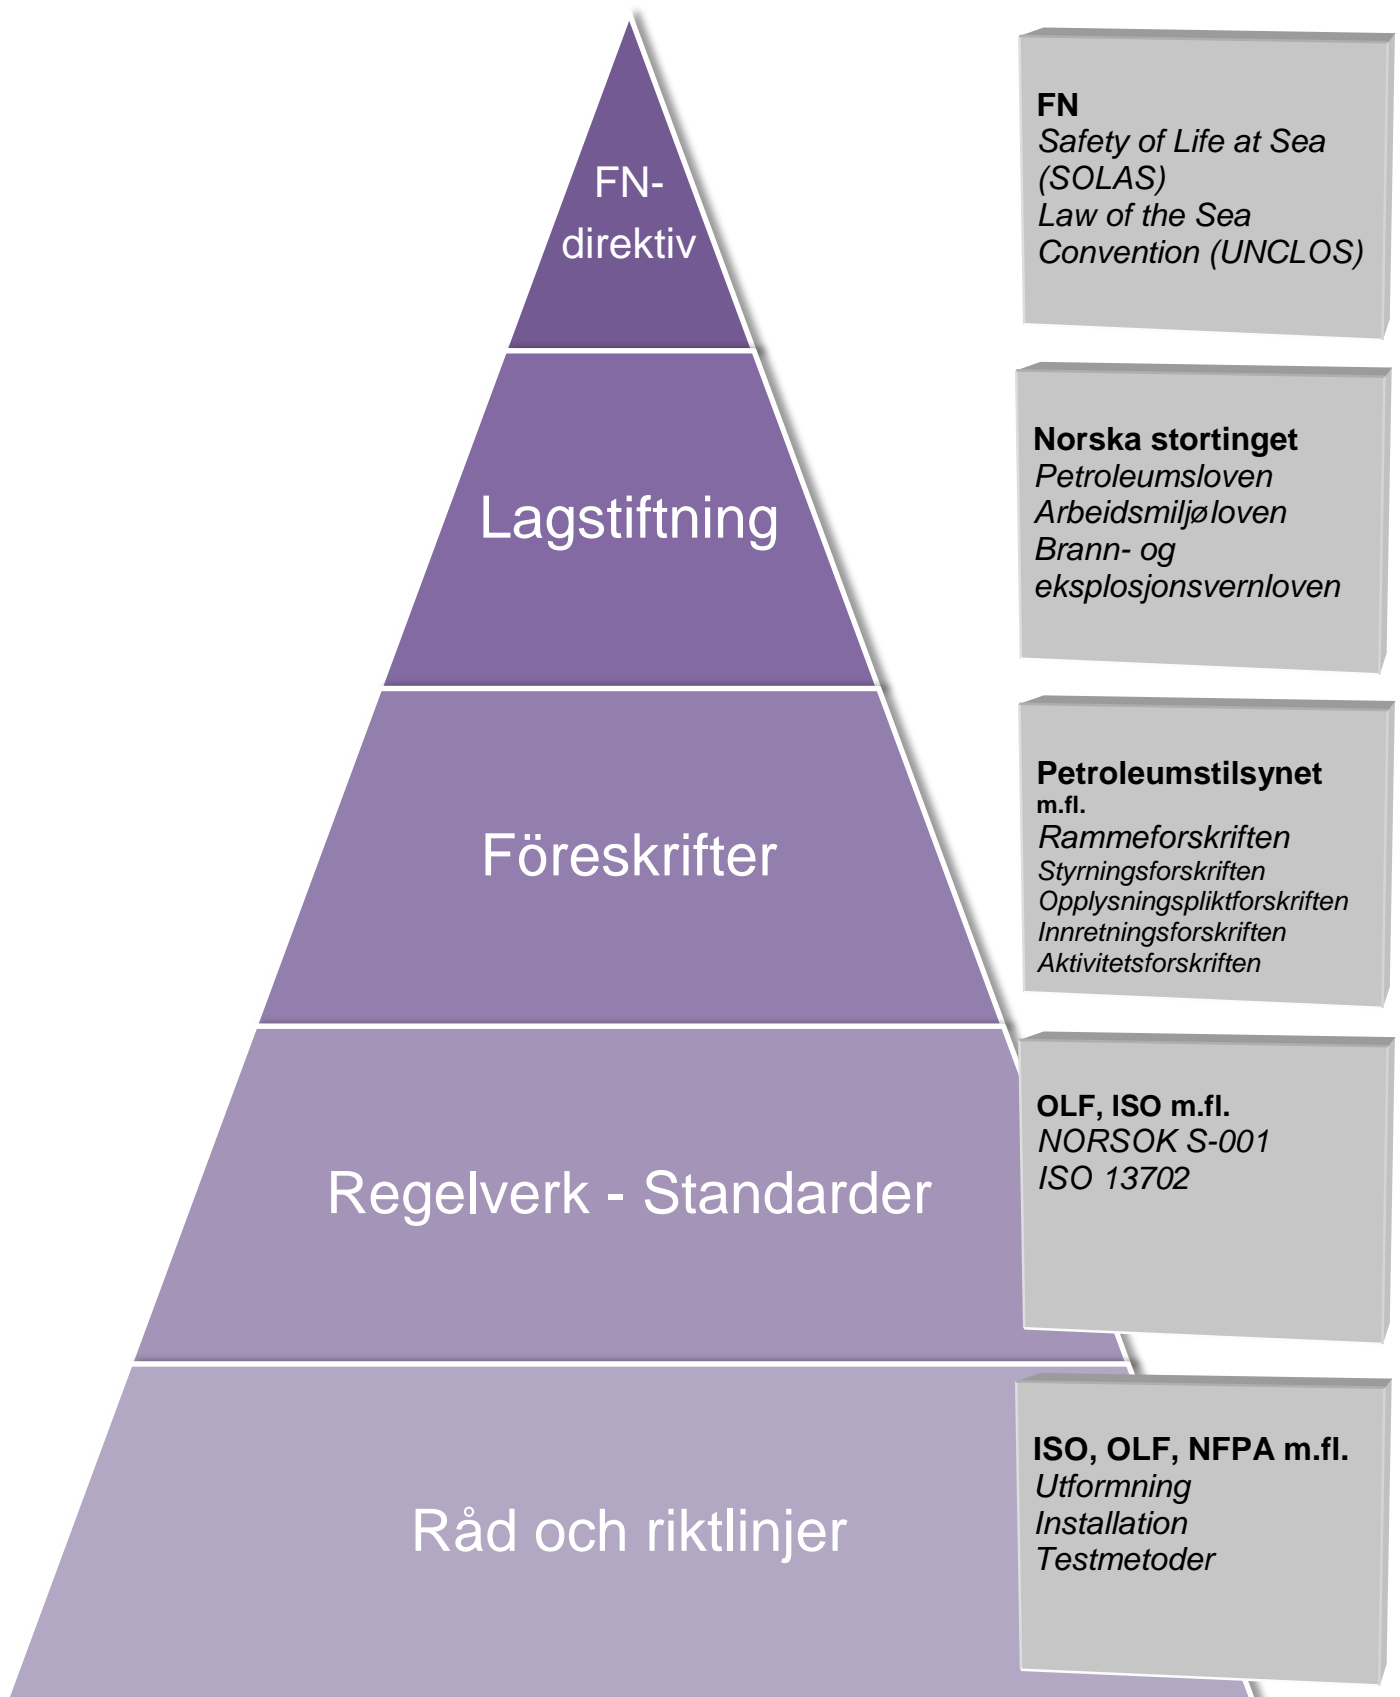 FN-
direktiv
FN
Safety of Life at Sea
(SOLAS)
Law of the Sea
Convention (UNCLOS)
Lagstiftning
Norska stortinget
Petroleumsloven
Arbeidsmiljøloven
Brann- og
eksplosjonsvernloven
Föreskrifter
Petroleumstilsynet
m.fl.
Rammeforskriften
Styrningsforskriften
Opplysningspliktforskriften
Innretningsforskriften
Aktivitetsforskriften
Regelverk - Standarder
OLF, ISO m.fl.
NORSOK S-001
ISO 13702
Råd och riktlinjer
ISO, OLF, NFPA m.fl.
Utformning
Installation
Testmetoder